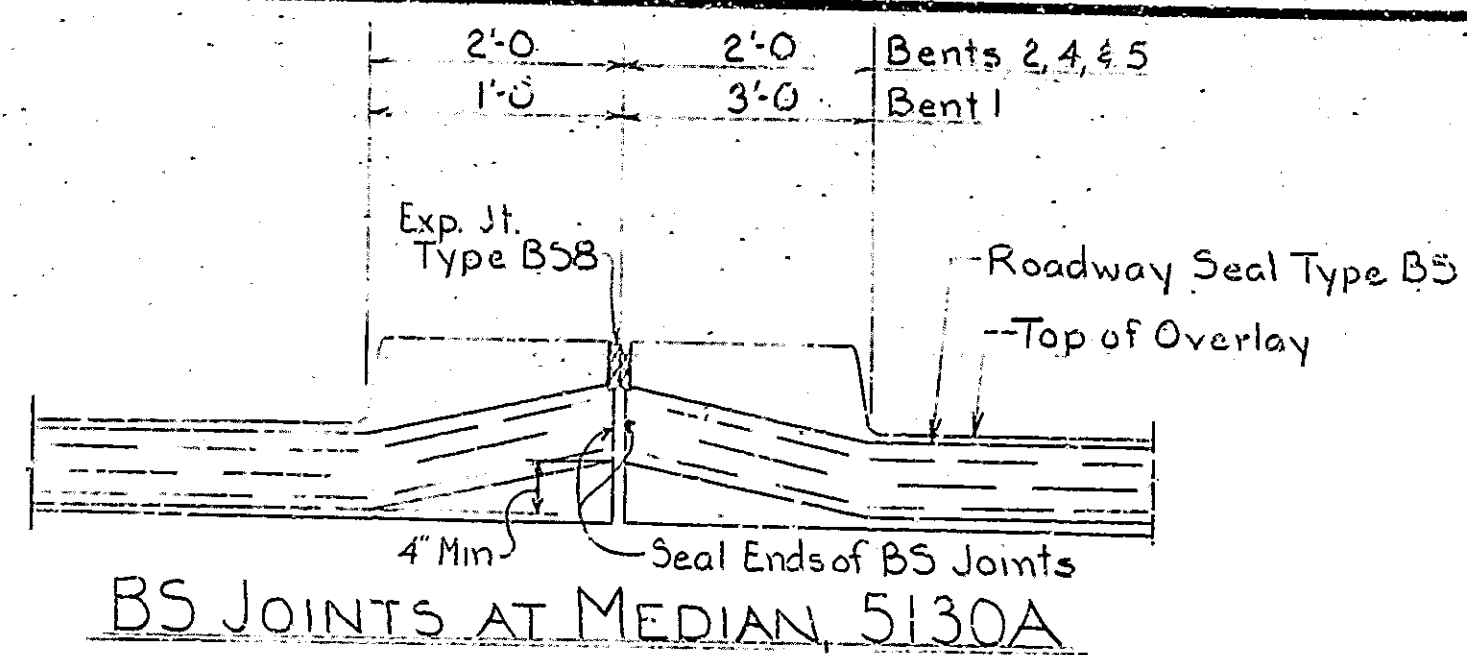 2'-0 2'-0 Bents 2, 4, & 5
1'-0 3'-0 Bent 1
Exp. Jt.
Type BS8
Roadway Seal Type BS
Top of Overlay
4" Min
Seal Ends of BS Joints
BS JOINTS AT MEDIAN, 5130A